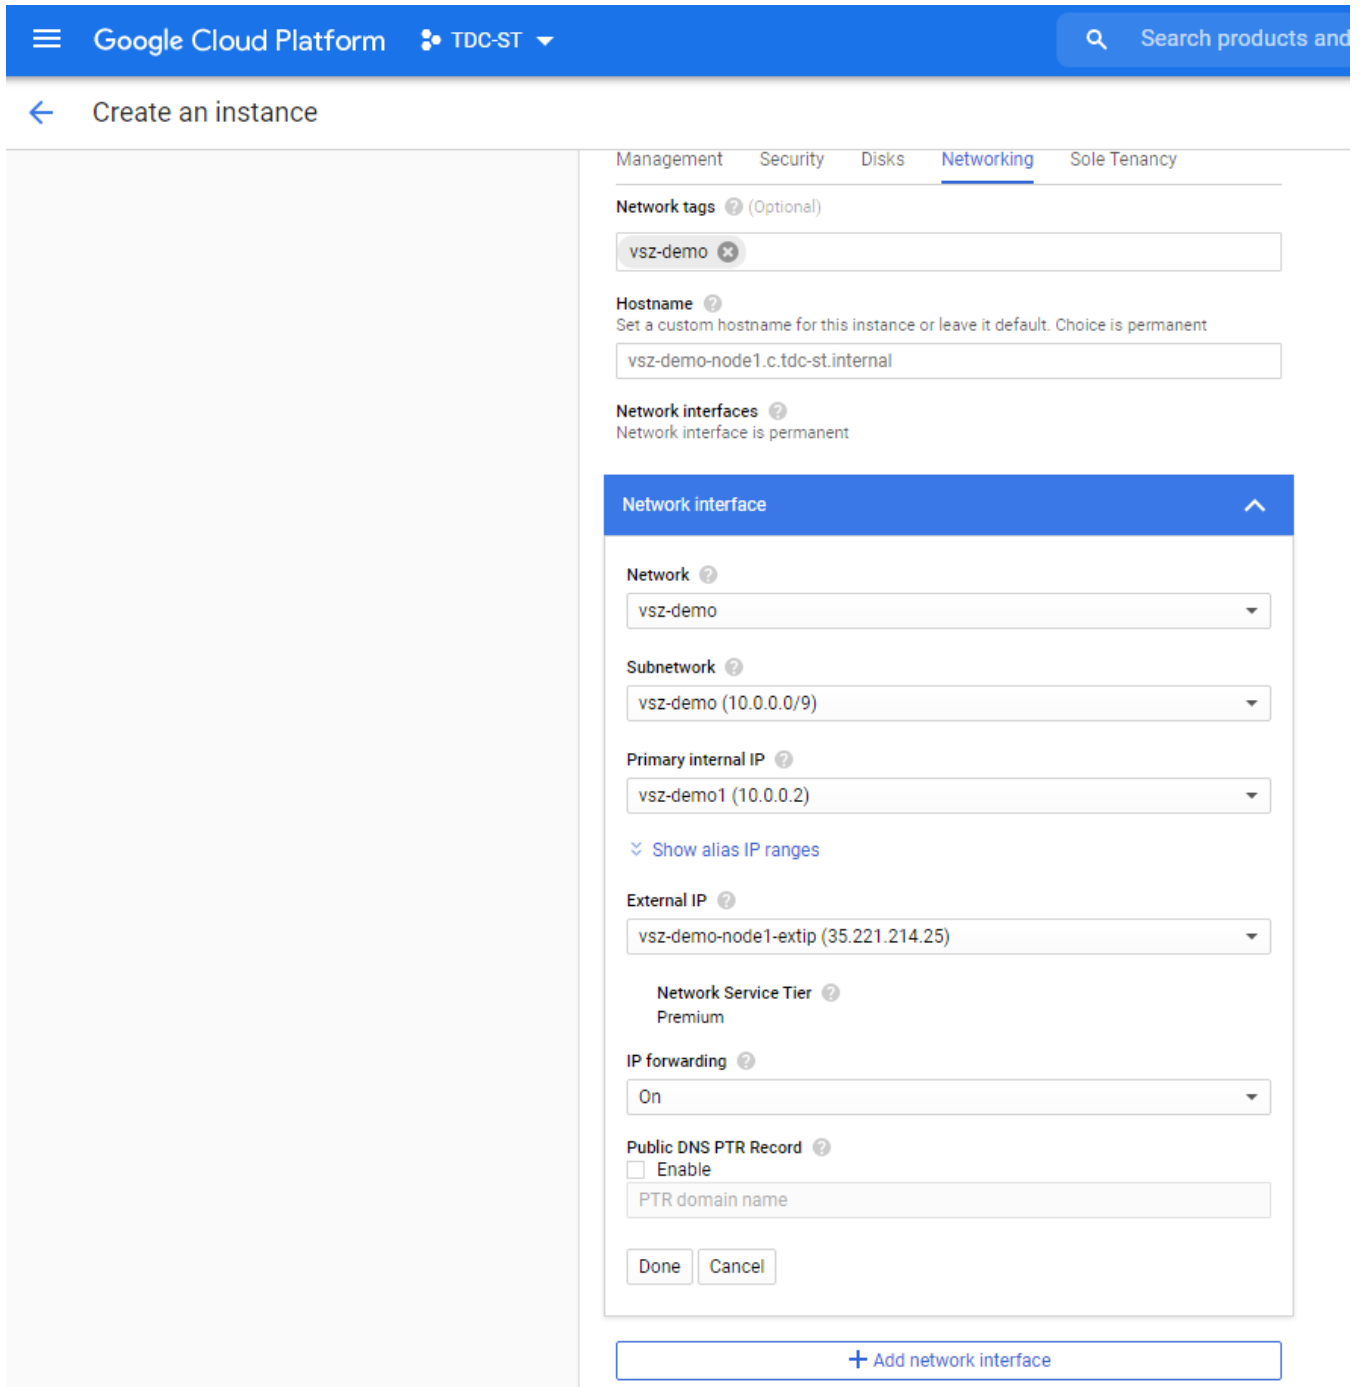 Google Cloud Platform TDC-ST Search products and
Create an instance
Management Security Disks Networking Sole Tenancy
Network tags (Optional)
vsz-demo
Hostname
Set a custom hostname for this instance or leave it default. Choice is permanent
vsz-demo-node1.c.tdc-st.internal
Network interfaces
Network interface is permanent
Network interface
Network
vsz-demo
Subnetwork
vsz-demo (10.0.0.0/9)
Primary internal IP
vsz-demo1 (10.0.0.2)
Show alias IP ranges
External IP
vsz-demo-node1-extip (35.221.214.25)
Network Service Tier
Premium
IP forwarding
On
Public DNS PTR Record
Enable
PTR domain name
Done Cancel
+ Add network interface